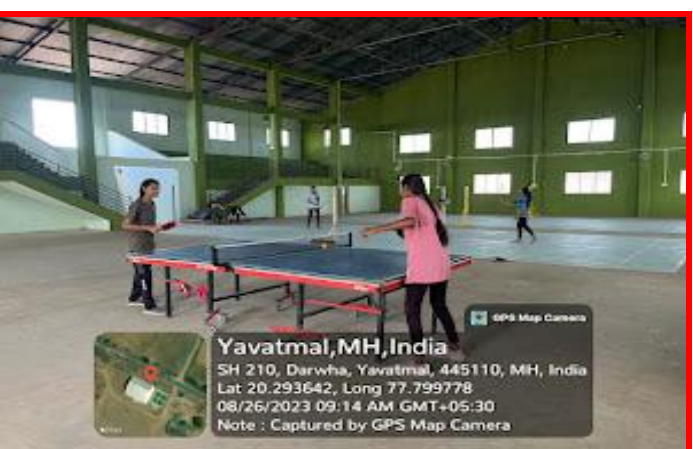 GPS Map Camera
Yavatmal,MH,India
SH 210, Darwha, Yavatmal, 445110, MH, India
Lat 20.293642, Long 77.799778
08/26/2023 09:14 AM GMT+05:30
Note : Captured by GPS Map Camera